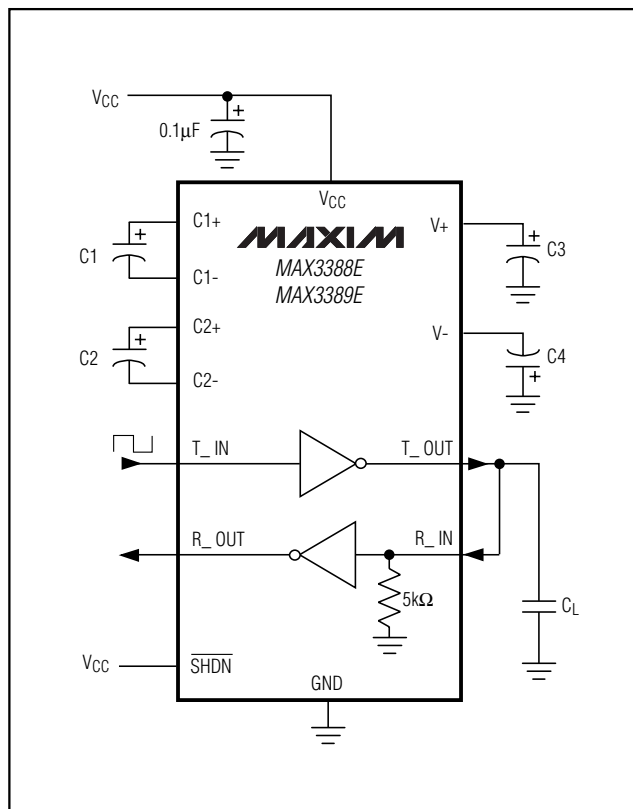 VCC
+
0.1µF
VCC
C1
+
C1+
C1-
C2
+
C2+
C2-
MAXIM
MAX3388E
MAX3389E
V+
+
C3
V-
C4
+
T_ IN
T_ OUT
R_ OUT
R_ IN
5kΩ
CL
VCC
SHDN
GND